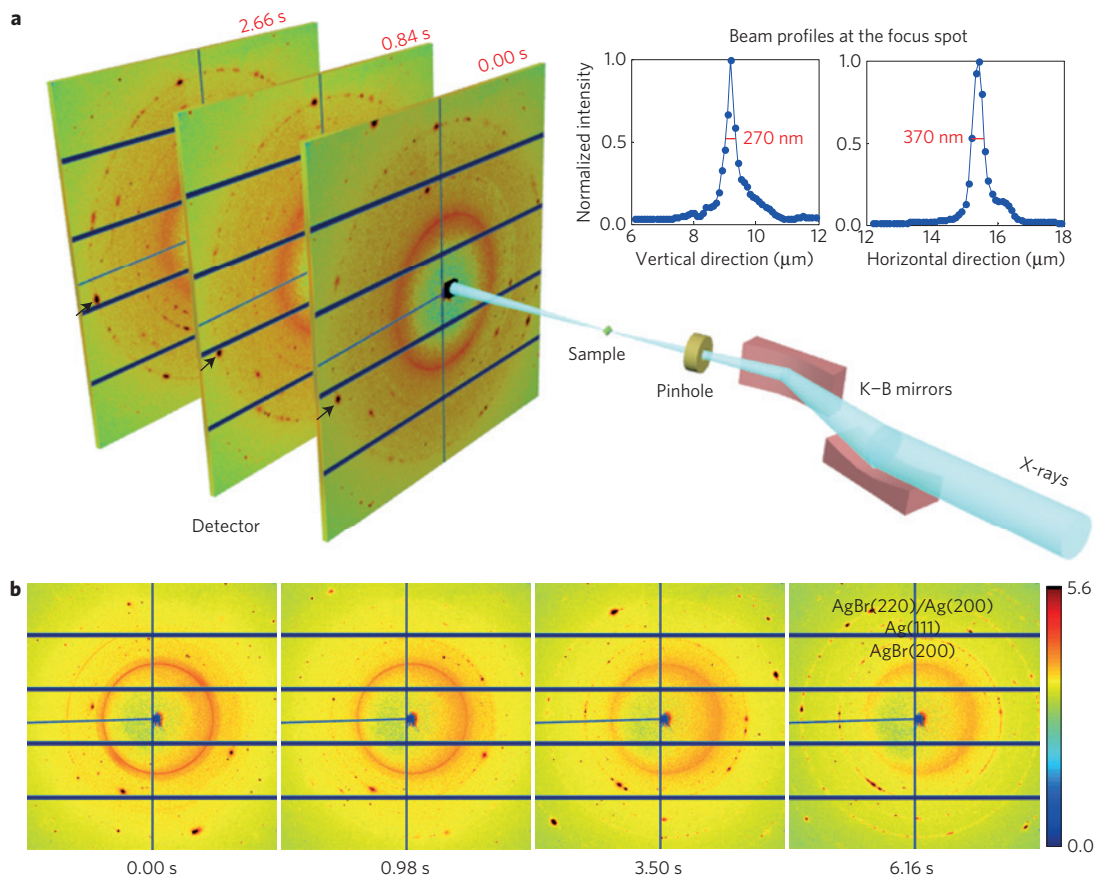 a
2.66 s
0.84 s
0.00 s
Beam profiles at the focus spot
Normalized intensity
1.0
0.5
0.0
270 nm
6
8
10
12
Vertical direction (μm)
1.0
0.5
0.0
370 nm
12
14
16
18
Horizontal direction (μm)
Sample
Pinhole
K–B mirrors
X-rays
Detector
b
AgBr(220)/Ag(200)
Ag(111)
AgBr(200)
5.6
0.0
0.00 s
0.98 s
3.50 s
6.16 s